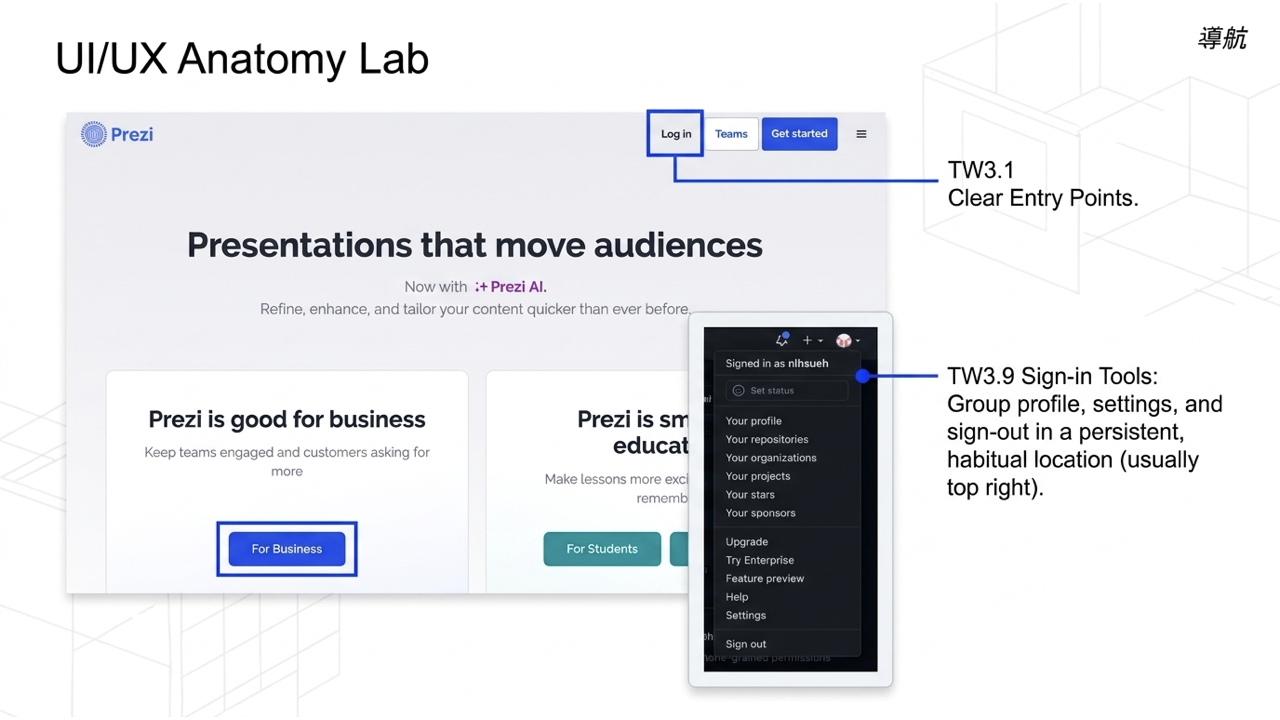 UI/UX Anatomy Lab
導航
Prezi
Log in
Teams
Get started
TW3.1
Clear Entry Points.
Presentations that move audiences
Now with Prezi AI.
Refine, enhance, and tailor your content quicker than ever before.
Prezi is good for business
Keep teams engaged and customers asking for
more
For Business
Prezi is sm
educat
Make lessons more exci
rememb
For Students
Signed in as nlhsueh
Set status
Your profile
Your repositories
Your organizations
Your projects
Your stars
Your sponsors
Upgrade
Try Enterprise
Feature preview
Help
Settings
Sign out
TW3.9 Sign-in Tools:
Group profile, settings, and
sign-out in a persistent,
habitual location (usually
top right).